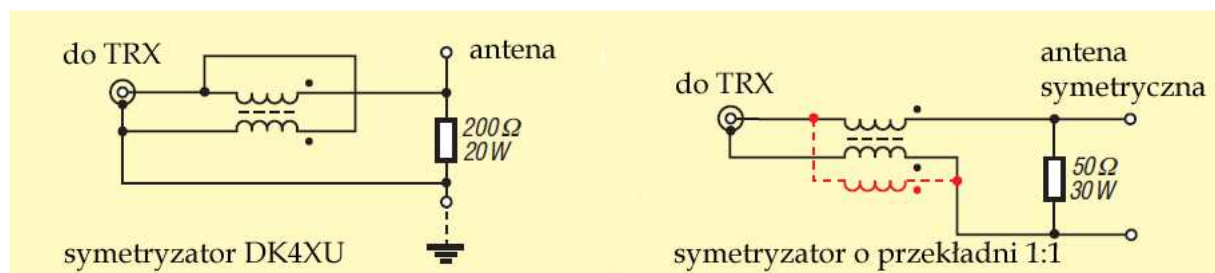 do TRX
antena
200Ω
20W
symetryzator DK4XU
do TRX
antena
symetryczna
50Ω
30W
symetryzator o przekładni 1:1